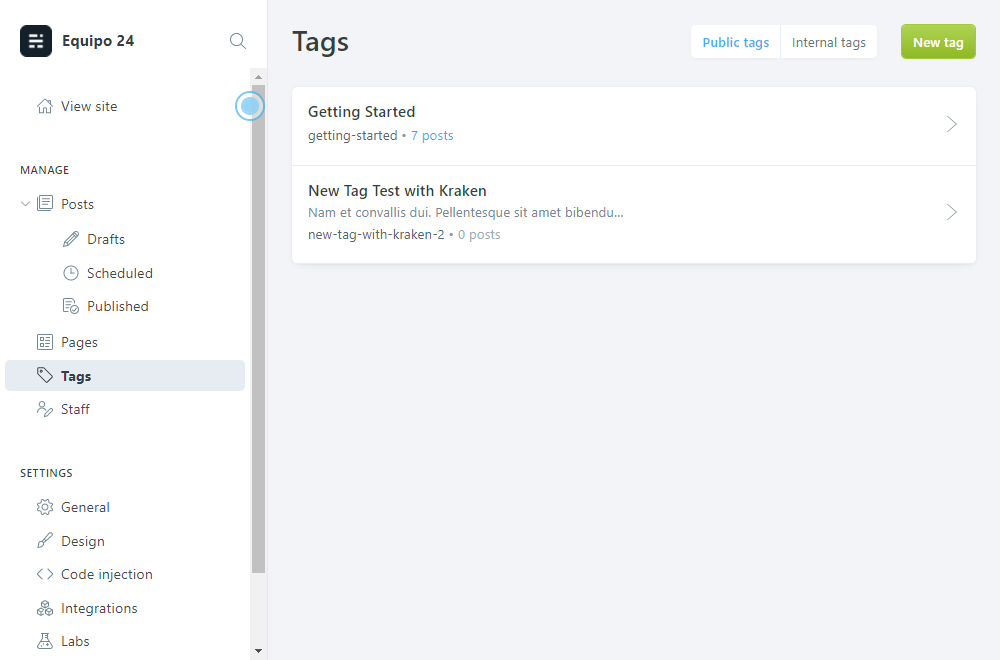 Equipo 24
View site
MANAGE
Posts
Drafts
Scheduled
Published
Pages
Tags
Staff
SETTINGS
General
Design
Code injection
Integrations
Labs
Tags
Public tags
Internal tags
New tag
Getting Started
getting-started • 7 posts
New Tag Test with Kraken
Nam et convallis dui. Pellentesque sit amet bibendu...
new-tag-with-kraken-2 • 0 posts